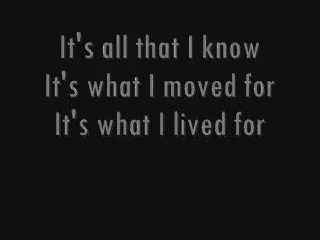 It's all that I know
It's what I moved for
It's what I lived for